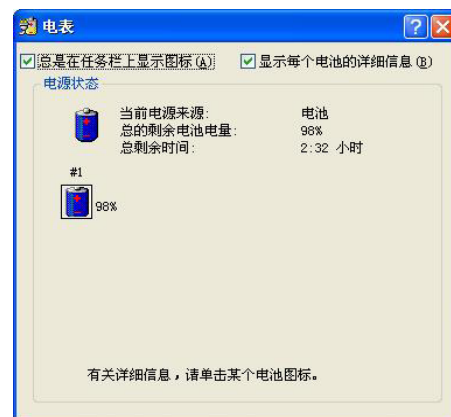 电表
总是在任务栏上显示图标(A) 显示每个电池的详细信息(B)
电源状态
当前电源来源: 电池
总的剩余电池电量: 98%
总剩余时间: 2:32 小时
#1
98%
有关详细信息，请单击某个电池图标。